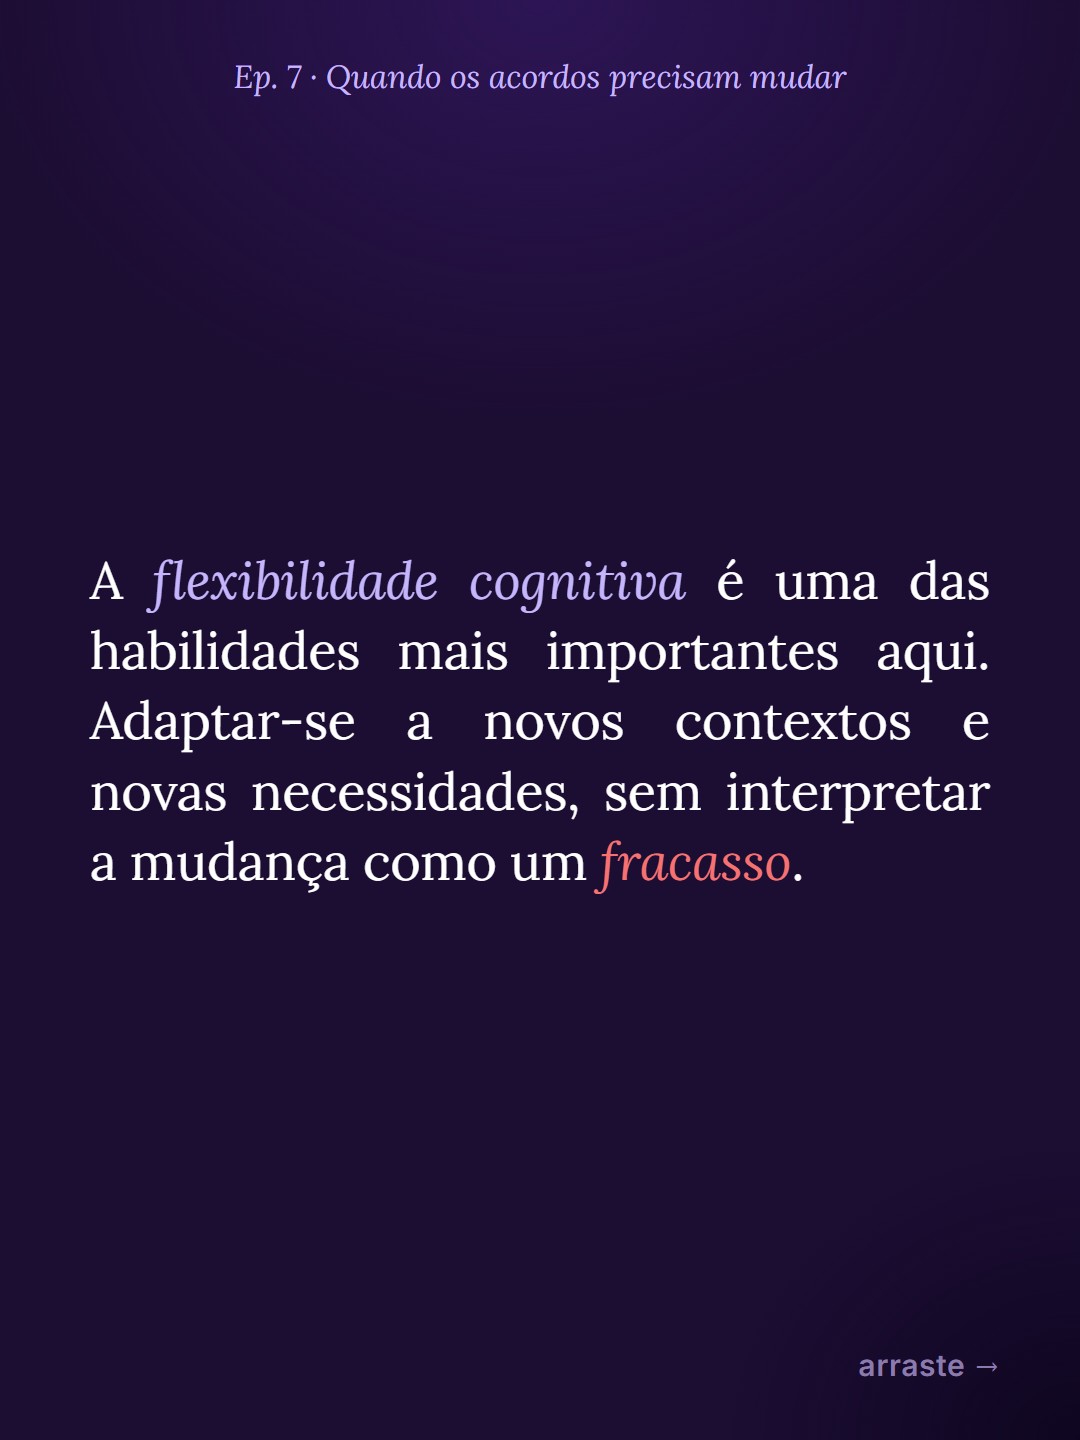 Ep. 7 · Quando os acordos precisam mudar
A flexibilidade cognitiva é uma das
habilidades mais importantes aqui.
Adaptar-se a novos contextos e
novas necessidades, sem interpretar
a mudança como um fracasso.
arraste →